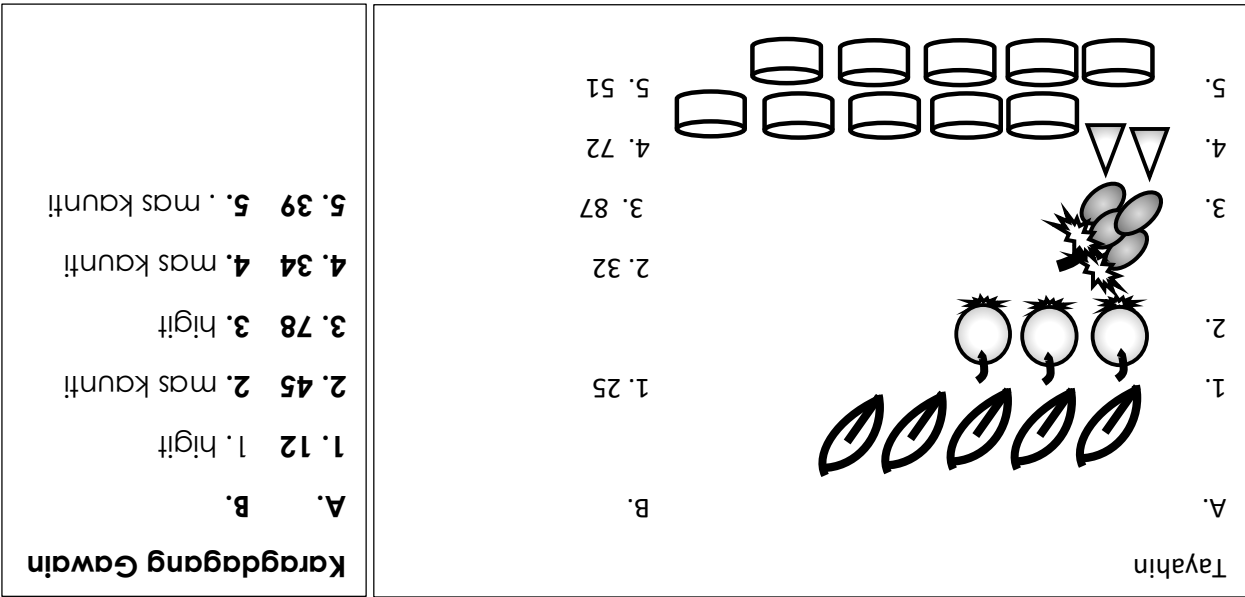 Tayahin
A. B.
1. 1. 25
2.
2. 32
3. 3. 87
4. 4. 72
5. 5. 51
Karagdagang Gawain
A. B.
1. 12 1. higit
2. 45 2. mas kaunti
3. 78 3. higit
4. 34 4. mas kaunti
5. 39 5. . mas kaunti